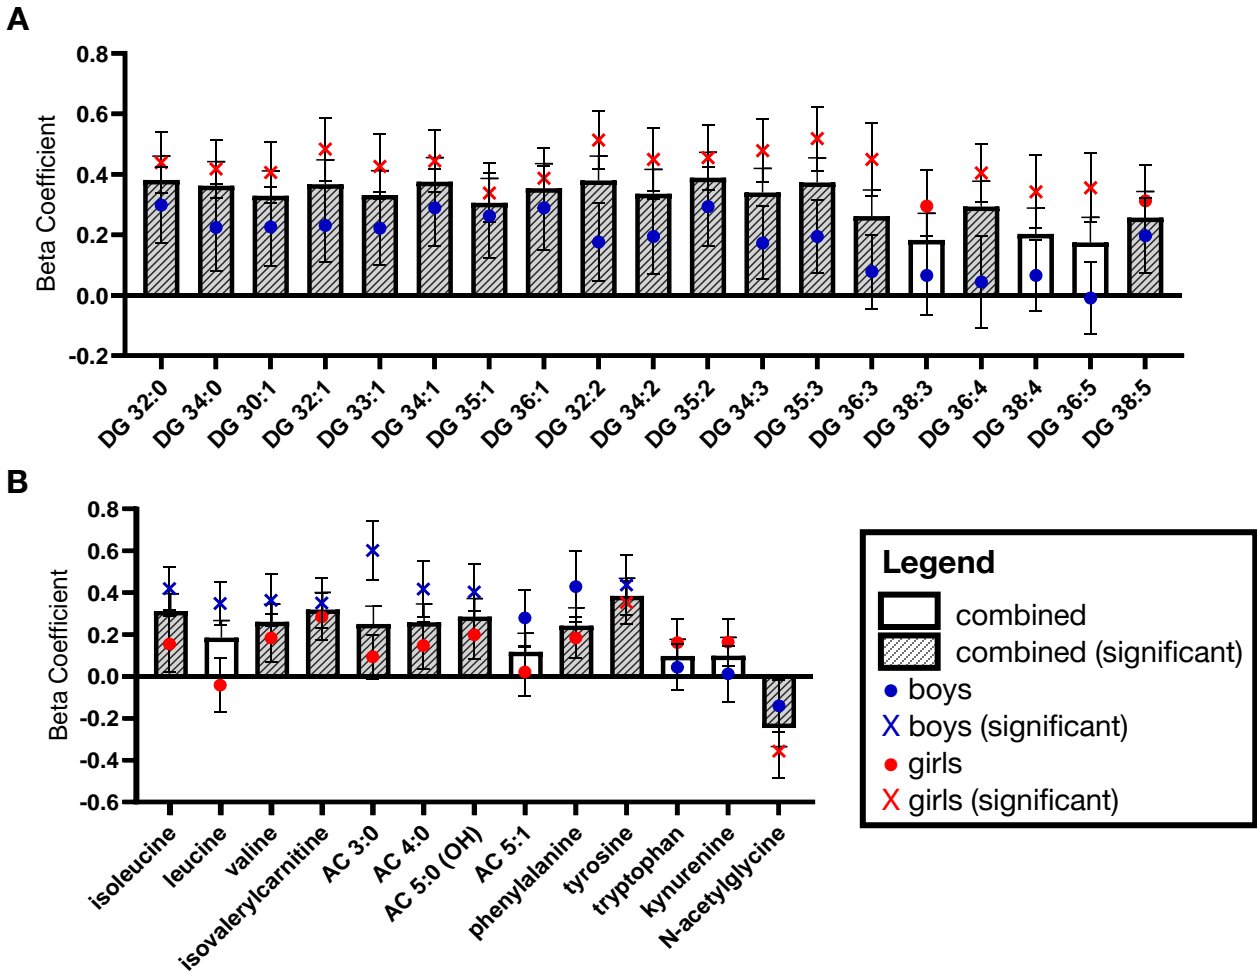 A
Beta Coefficient
0.8
0.6
0.4
0.2
0.0
-0.2
DG 32:0
DG 34:0
DG 30:1
DG 32:1
DG 33:1
DG 34:1
DG 35:1
DG 36:1
DG 32:2
DG 34:2
DG 35:2
DG 34:3
DG 35:3
DG 36:3
DG 38:3
DG 36:4
DG 38:4
DG 36:5
DG 38:5
B
Beta Coefficient
0.8
0.6
0.4
0.2
0.0
-0.2
-0.4
-0.6
isoleucine
leucine
valine
isovalerylcarnitine
AC 3:0
AC 4:0
AC 5:0 (OH)
AC 5:1
phenylalanine
tyrosine
tryptophan
kynurenine
N-acetylglycine
Legend
combined
combined (significant)
boys
X boys (significant)
girls
X girls (significant)